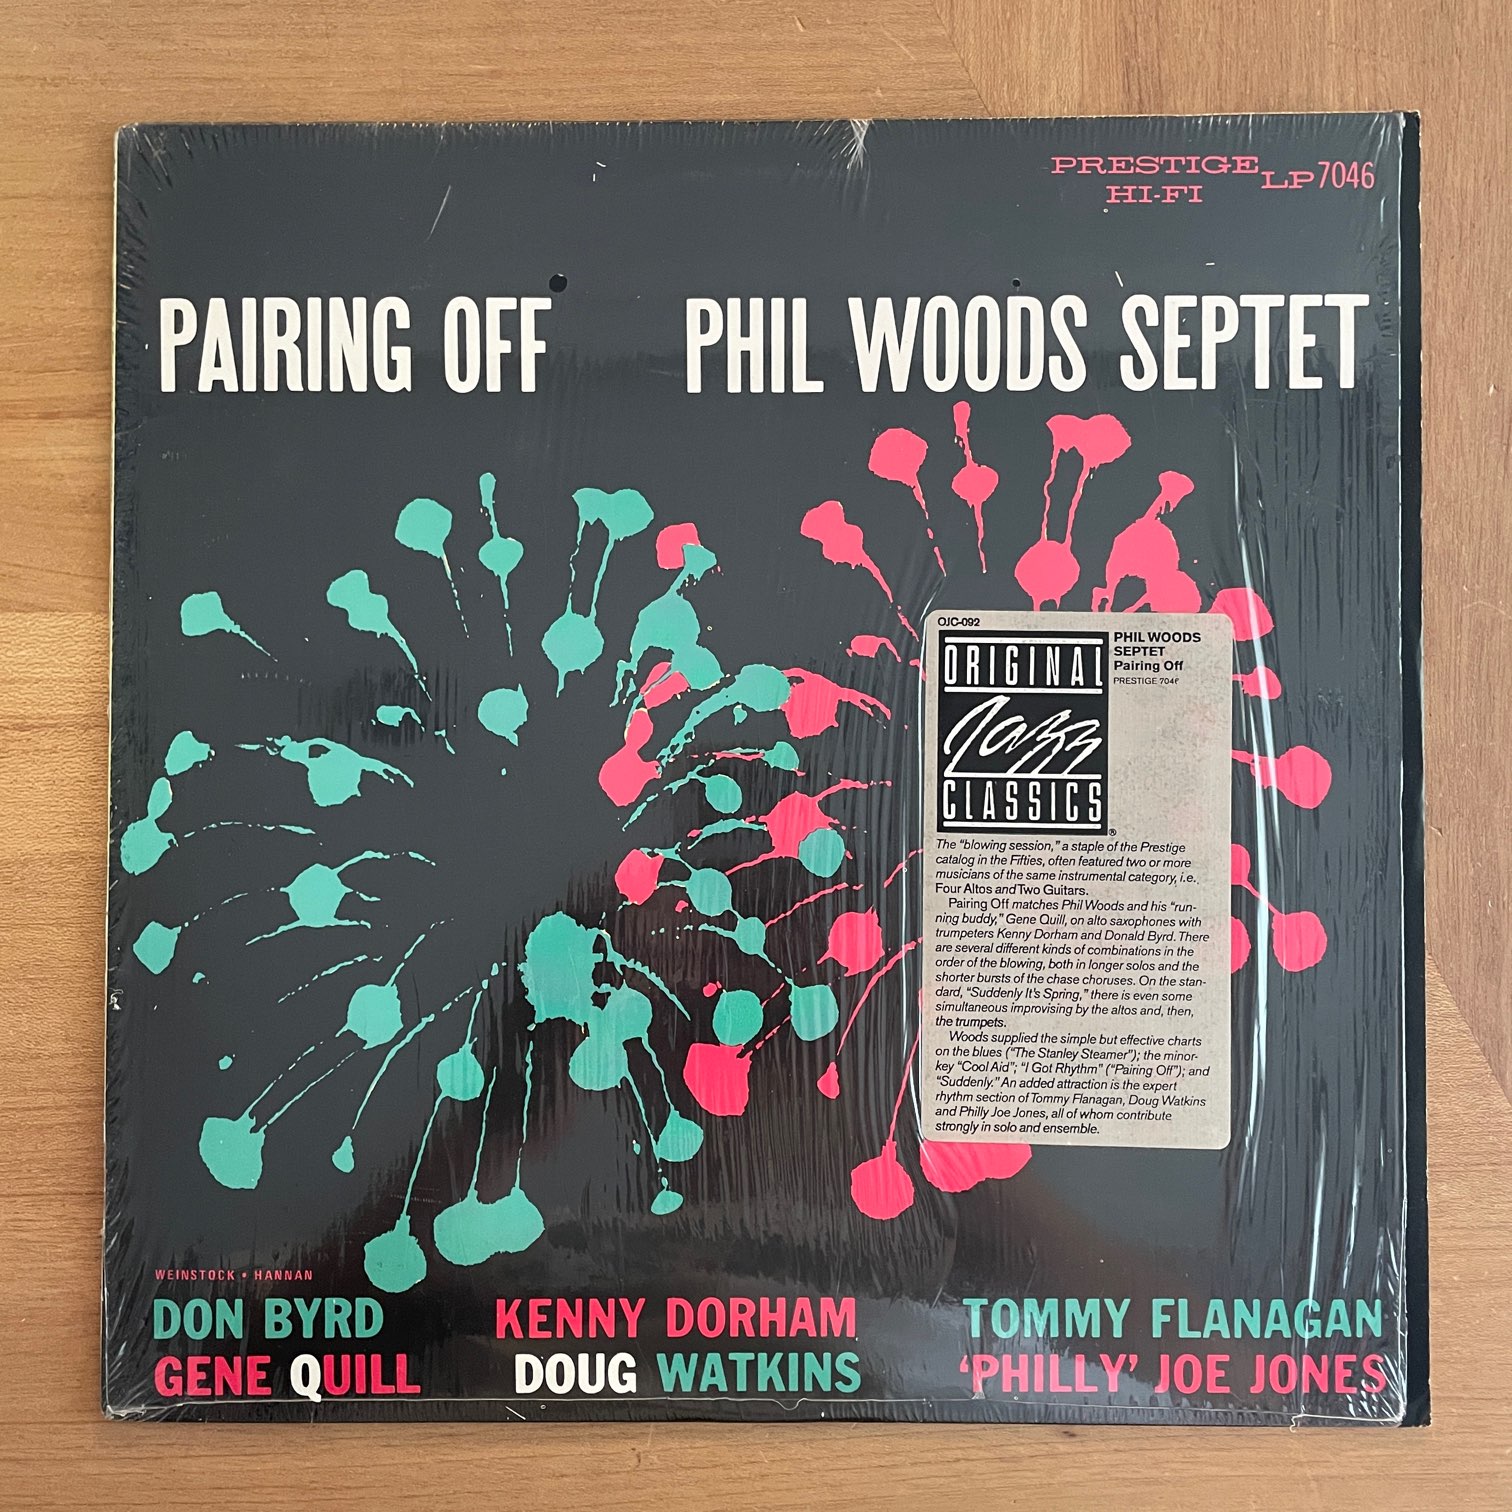 PRESTIGE LP 7046
HI-FI
PAIRING OFF PHIL WOODS SEPTET
OJC-092
ORIGINAL
Jazz
CLASSICS
®
PHIL WOODS
SEPTET
Pairing Off
PRESTIGE 7046
The “blowing session,” a staple of the Prestige
catalog in the Fifties, often featured two or more
musicians of the same instrumental category, i.e.
Four Altos and Two Guitars.
Pairing Off matches Phil Woods and his “run-
ning buddy,” Gene Quill, on alto saxophones with
trumpeters Kenny Dorham and Donald Byrd. There
are several different kinds of combinations in the
order of the blowing, both in longer solos and the
shorter bursts of the chase choruses. On the stan-
dard, “Suddenly It's Spring,” there is even some
simultaneous improvising by the altos and, then,
the trumpets.
Woods supplied the simple but effective charts
on the blues (“The Stanley Steamer”); the minor-
key “Cool Aid”; “I Got Rhythm” (“Pairing Off”); and
“Suddenly.” An added attraction is the expert
rhythm section of Tommy Flanagan, Doug Watkins
and Philly Joe Jones, all of whom contribute
strongly in solo and ensemble.
WEINSTOCK • HANNAN
DON BYRD KENNY DORHAM TOMMY FLANAGAN
GENE QUILL DOUG WATKINS ‘PHILLY’ JOE JONES